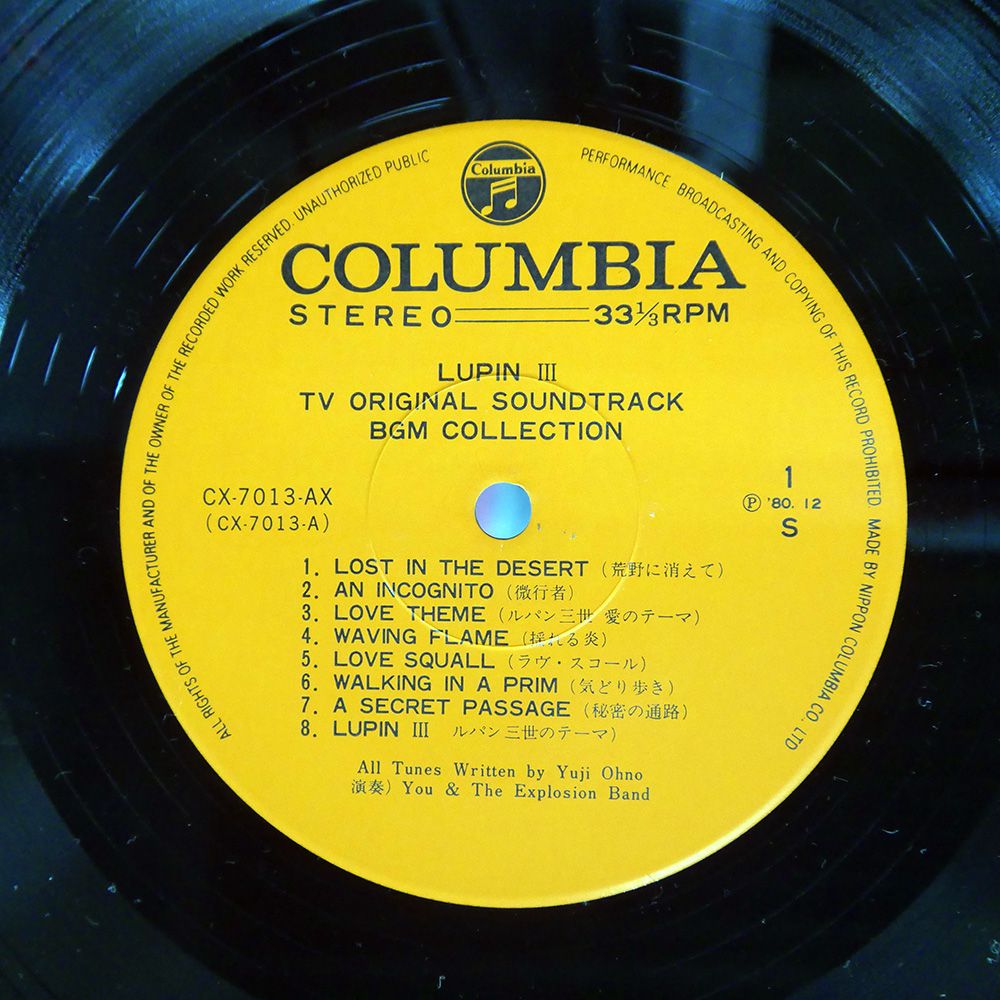 Columbia
ALL RIGHTS OF THE MANUFACTURER AND OF THE OWNER OF THE RECORDED WORK RESERVED. UNAUTHORIZED PUBLIC PERFORMANCE BROADCASTING AND COPYING OF THIS RECORD PROHIBITED. MADE BY NIPPON COLUMBIA CO., LTD
COLUMBIA
STEREO 33⅓ RPM
LUPIN III
TV ORIGINAL SOUNDTRACK
BGM COLLECTION
CX-7013-AX
(CX-7013-A)
1
Ⓟ '80. 12
S
1. LOST IN THE DESERT (荒野に消えて)
2. AN INCOGNITO (微行者)
3. LOVE THEME (ルパン三世 愛のテーマ)
4. WAVING FLAME (揺れる炎)
5. LOVE SQUALL (ラヴ・スコール)
6. WALKING IN A PRIM (気どり歩き)
7. A SECRET PASSAGE (秘密の通路)
8. LUPIN III ルパン三世のテーマ)
All Tunes Written by Yuji Ohno
演奏) You & The Explosion Band